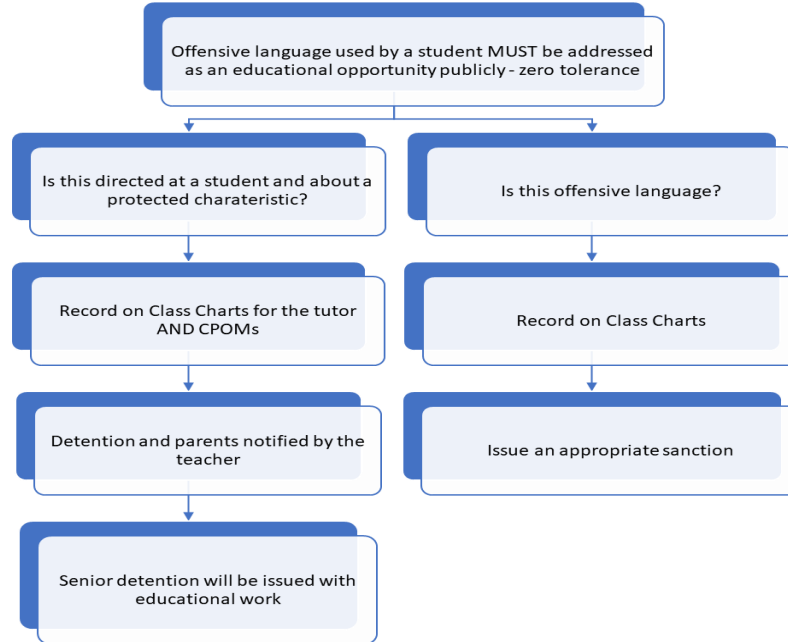 Offensive language used by a student MUST be addressed
as an educational opportunity publicly - zero tolerance
Is this directed at a student and about a
protected charateristic?
Record on Class Charts for the tutor
AND CPOMs
Detention and parents notified by the
teacher
Senior detention will be issued with
educational work
Is this offensive language?
Record on Class Charts
Issue an appropriate sanction